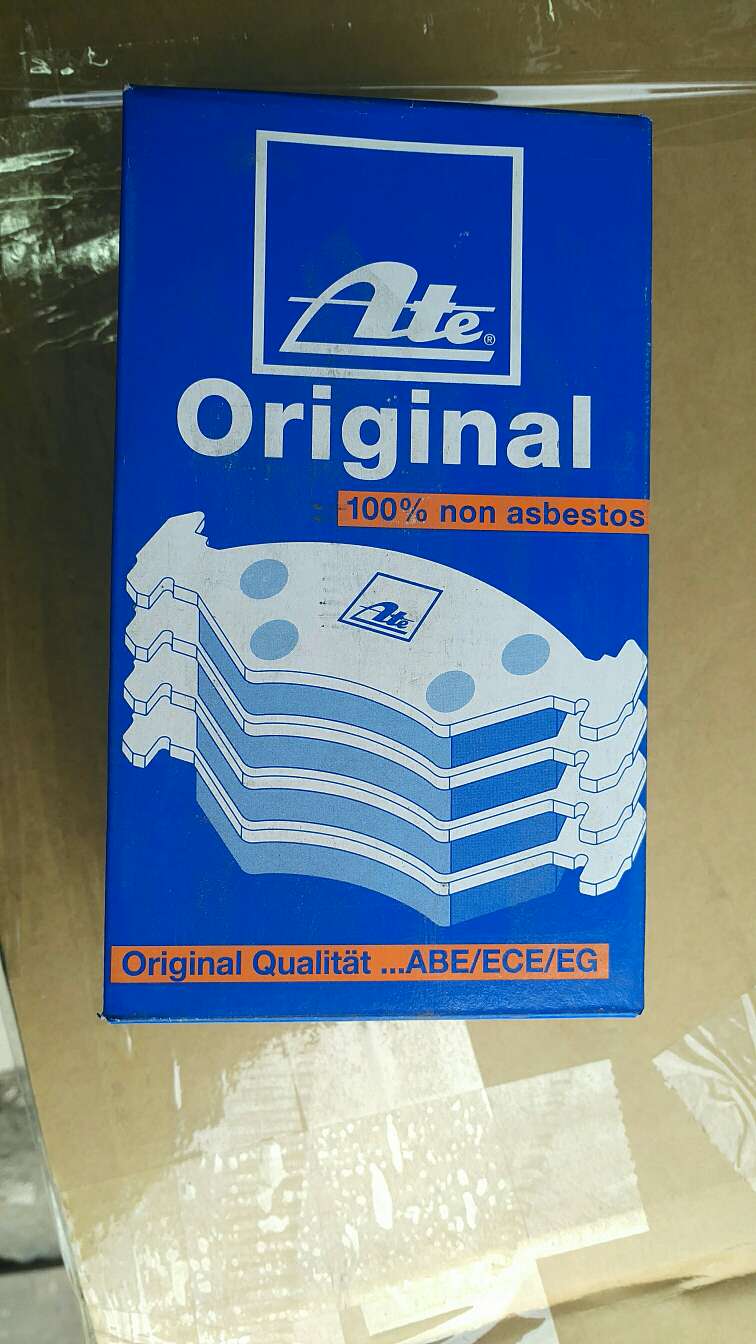 Ate®
Original
100% non asbestos
Ate
Original Qualität ...ABE/ECE/EG